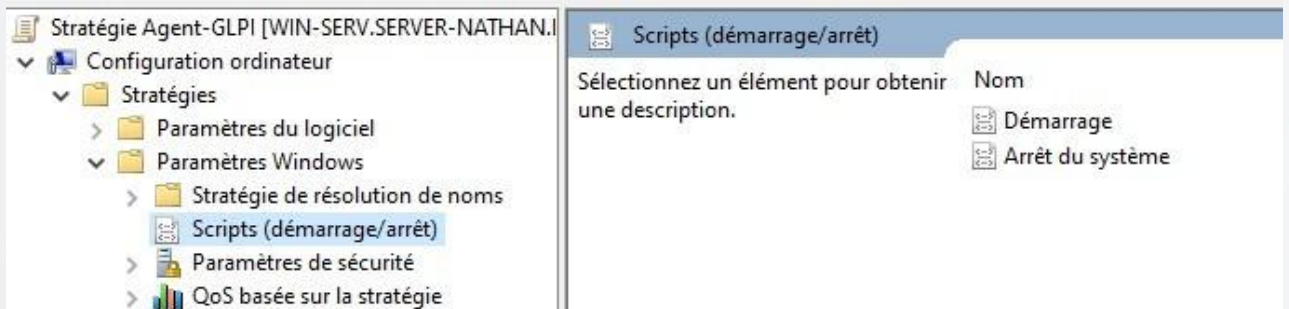 Stratégie Agent-GLPI [WIN-SERV.SERVER-NATHAN.
Configuration ordinateur
Stratégies
Paramètres du logiciel
Paramètres Windows
Stratégie de résolution de noms
Scripts (démarrage/arrêt)
Paramètres de sécurité
QoS basée sur la stratégie
Scripts (démarrage/arrêt)
Sélectionnez un élément pour obtenir
une description.
Nom
Démarrage
Arrêt du système